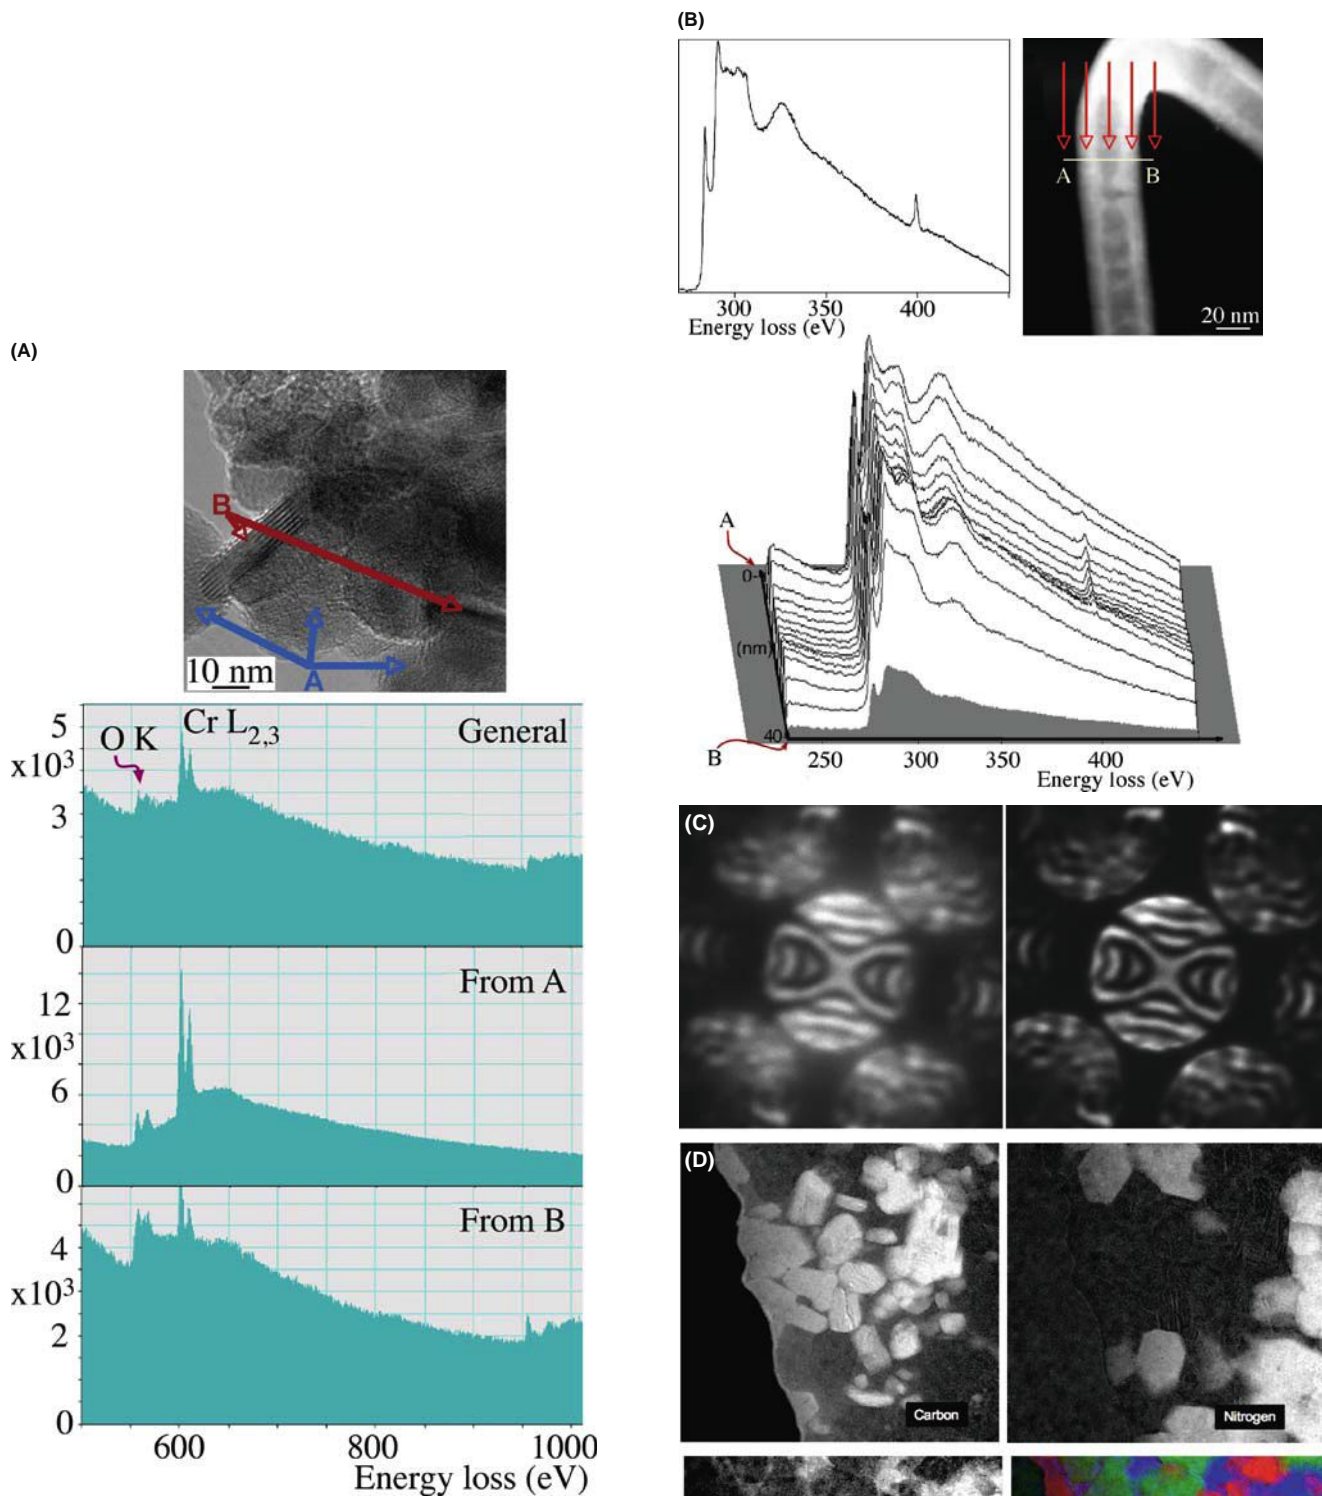 (A)
B
A
10 nm
5
x10³
3
0
O K
Cr L2,3
General
12
x10³
6
0
From A
4
x10³
2
0
From B
600
800
1000
Energy loss (eV)
(B)
300
350
400
Energy loss (eV)
A
B
20 nm
A
0
(nm)
40
B
250
300
350
400
Energy loss (eV)
(C)
(D)
Carbon
Nitrogen